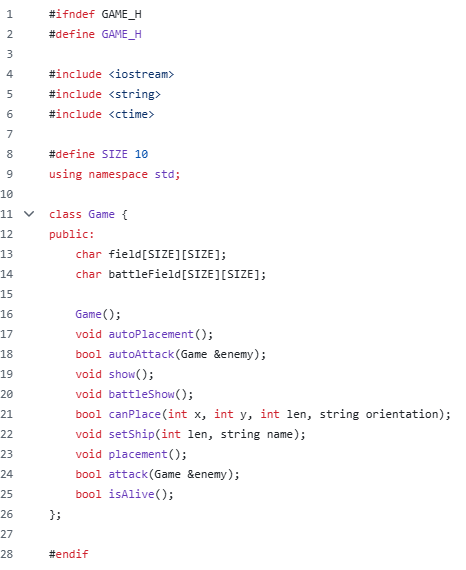 1 #ifndef GAME_H
2 #define GAME_H
3
4 #include <iostream>
5 #include <string>
6 #include <ctime>
7
8 #define SIZE 10
9 using namespace std;
10
11 class Game {
12 public:
13     char field[SIZE][SIZE];
14     char battleField[SIZE][SIZE];
15
16     Game();
17     void autoPlacement();
18     bool autoAttack(Game &enemy);
19     void show();
20     void battleShow();
21     bool canPlace(int x, int y, int len, string orientation);
22     void setShip(int len, string name);
23     void placement();
24     bool attack(Game &enemy);
25     bool isAlive();
26 };
27
28 #endif